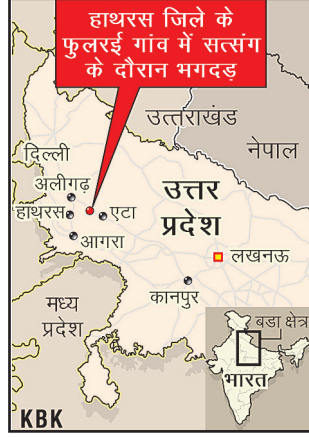 हाथरस जिले के
फुलरई गांव में सत्संग
के दौरान भगदड़
उत्तराखंड
नेपाल
दिल्ली
अलीगढ़
हाथरस
एटा
आगरा
उत्तर
प्रदेश
लखनऊ
कानपुर
मध्य
प्रदेश
बडा क्षेत्र
भारत
KBK